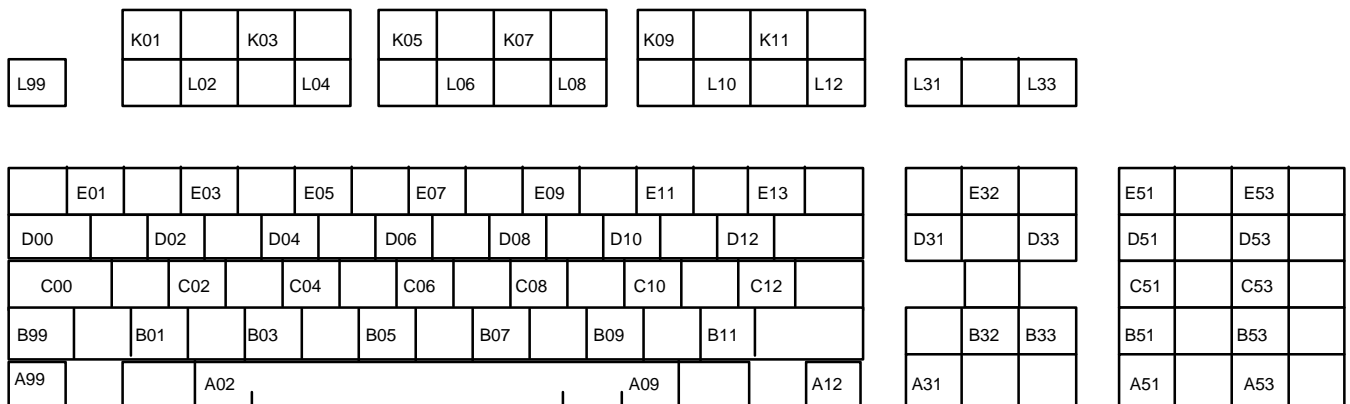 K01 K03 K05 K07 K09 K11
L99 L02 L04 L06 L08 L10 L12 L31 L33
E01 E03 E05 E07 E09 E11 E13 E32 E51 E53
D00 D02 D04 D06 D08 D10 D12 D31 D33 D51 D53
C00 C02 C04 C06 C08 C10 C12 C51 C53
B99 B01 B03 B05 B07 B09 B11 B32 B33 B51 B53
A99 A02 A09 A12 A31 A51 A53